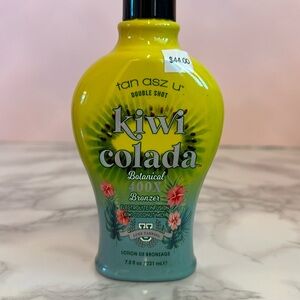 $44.00
tan asz u
DOUBLE SHOT
kiwi
colada
Botanical
400X
Bronzer
LOTION DE BRONZAGE
7.5 fl oz / 221 ml e